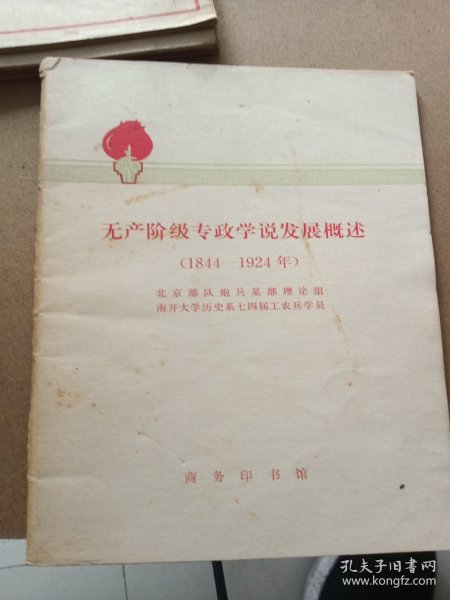 无产阶级专政学说发展概述
(1844—1924年)
北京部队炮兵某部理论组
南开大学历史系七四届工农兵学员
商务印书馆
孔夫子旧书网
www.kongfz.com